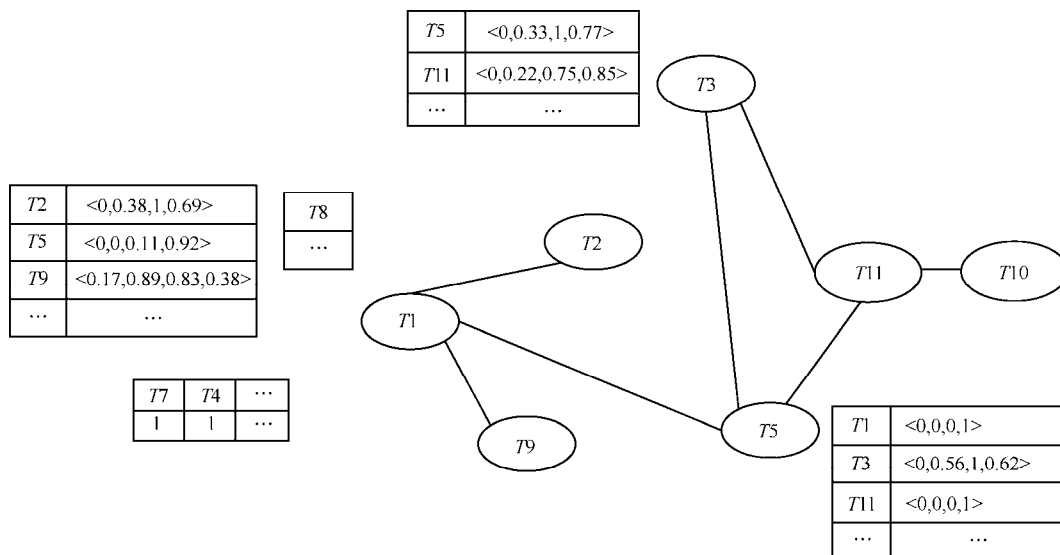 T5 <0,0.33,1,0.77>
T11 <0,0.22,0.75,0.85>
… …
T3
T2 <0,0.38,1,0.69>
T5 <0,0,0.11,0.92>
T9 <0.17,0.89,0.83,0.38>
… …
T8
…
T2
T11
T10
T1
T7 T4 …
1 1 …
T9
T5
T1 <0,0,0,1>
T3 <0,0.56,1,0.62>
T11 <0,0,0,1>
… …